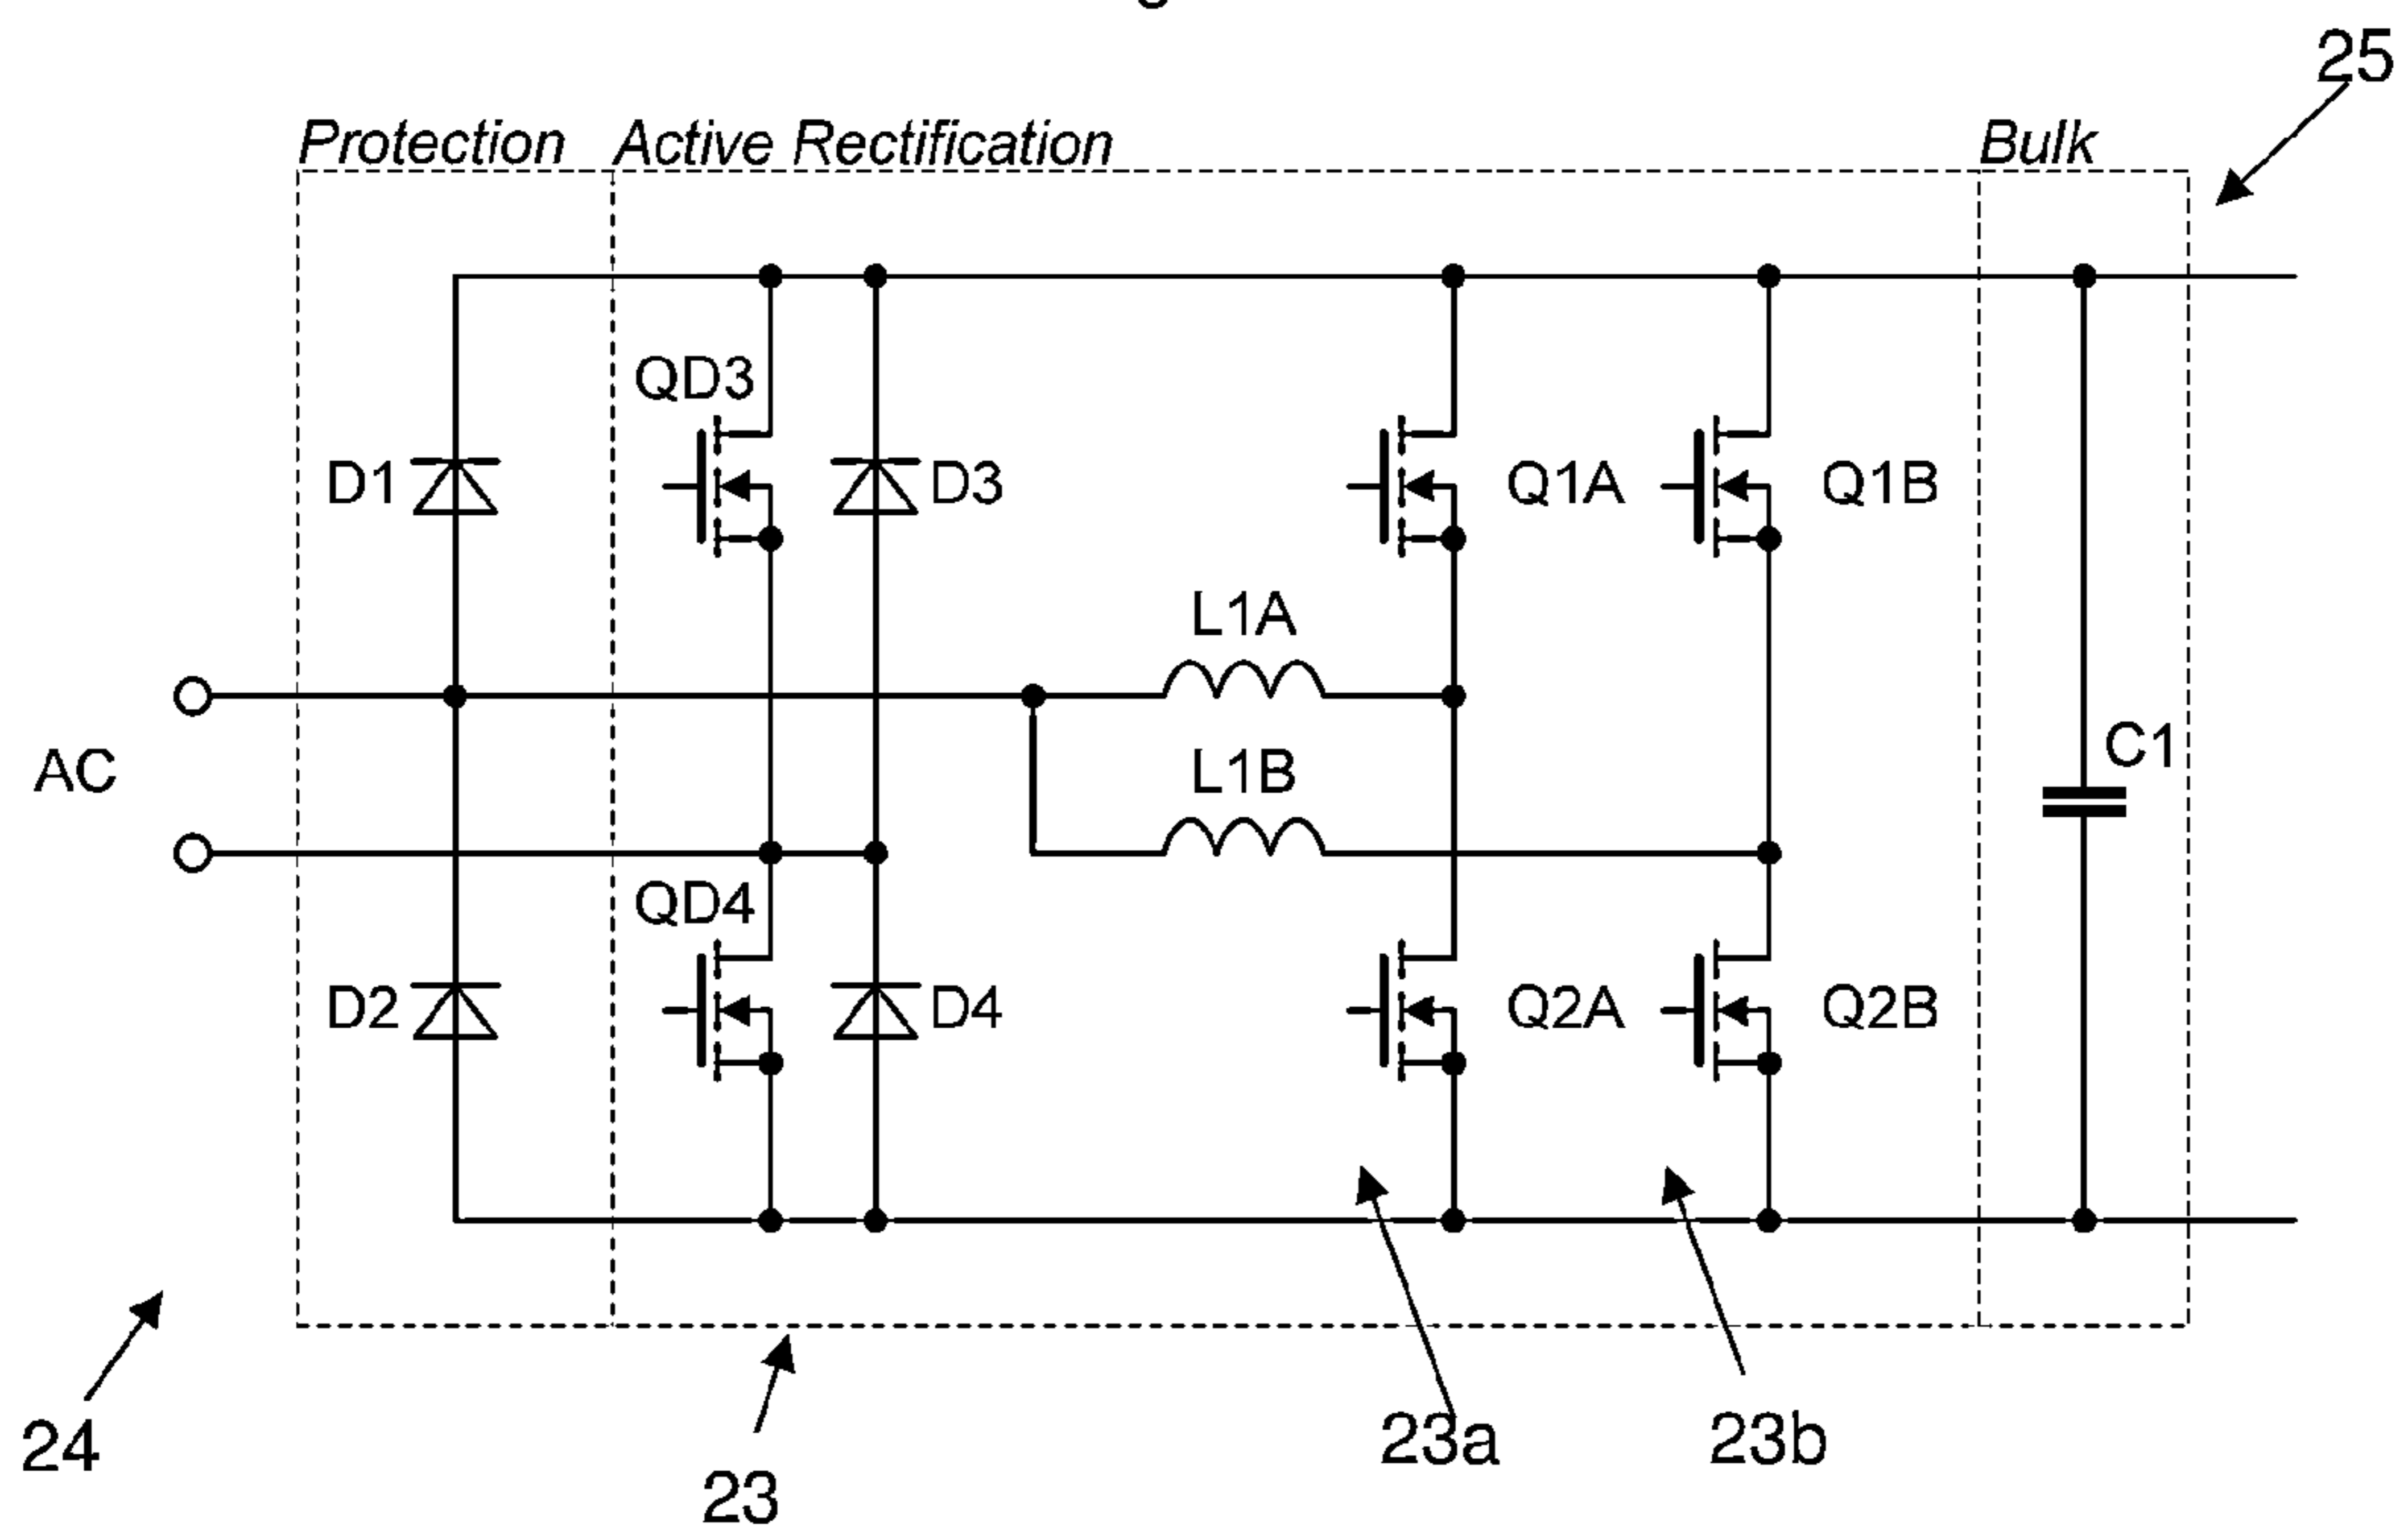 25
Protection Active Rectification Bulk
QD3
D1 D3 Q1A Q1B
L1A
AC L1B C1
QD4
D2 D4 Q2A Q2B
24 23 23a 23b